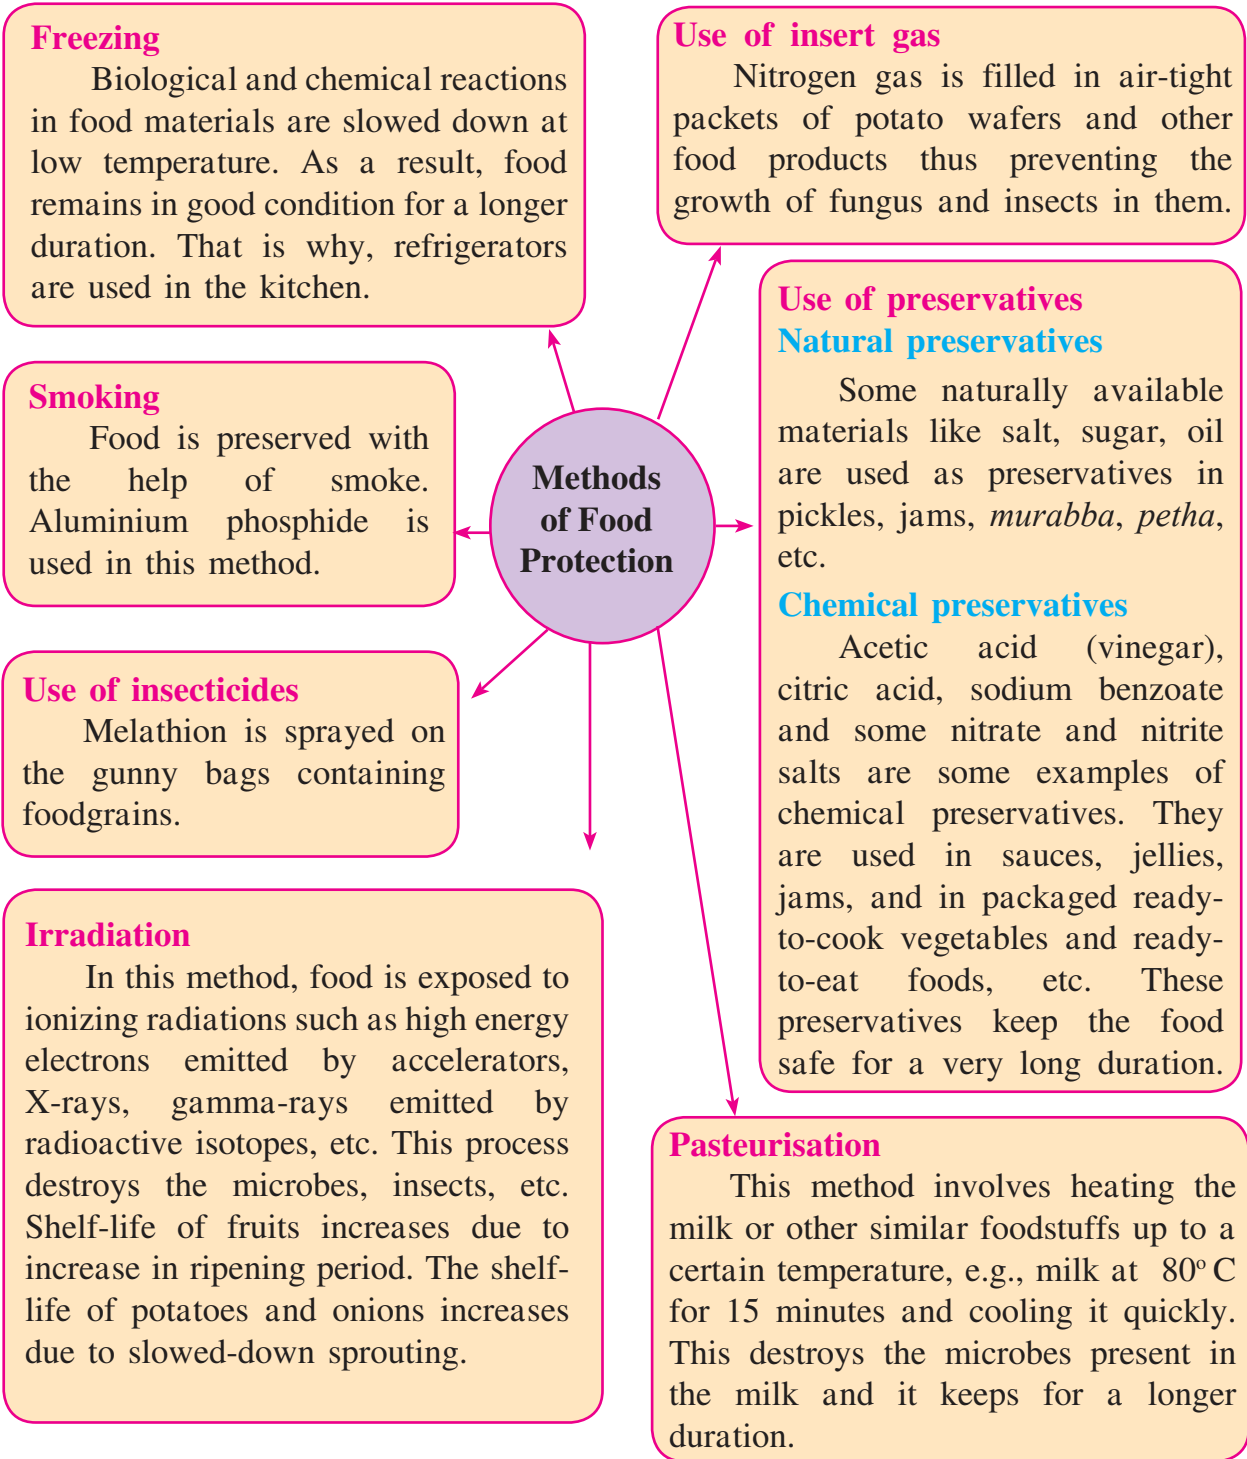 Freezing
Biological and chemical reactions
in food materials are slowed down at
low temperature. As a result, food
remains in good condition for a longer
duration. That is why, refrigerators
are used in the kitchen.
Use of insert gas
Nitrogen gas is filled in air-tight
packets of potato wafers and other
food products thus preventing the
growth of fungus and insects in them.
Smoking
Food is preserved with
the help of smoke.
Aluminium phosphide is
used in this method.
Methods
of Food
Protection
Use of preservatives
Natural preservatives
Some naturally available
materials like salt, sugar, oil
are used as preservatives in
pickles, jams, murabba, petha,
etc.
Chemical preservatives
Acetic acid (vinegar),
citric acid, sodium benzoate
and some nitrate and nitrite
salts are some examples of
chemical preservatives. They
are used in sauces, jellies,
jams, and in packaged ready-
to-cook vegetables and ready-
to-eat foods, etc. These
preservatives keep the food
safe for a very long duration.
Use of insecticides
Melathion is sprayed on
the gunny bags containing
foodgrains.
Irradiation
In this method, food is exposed to
ionizing radiations such as high energy
electrons emitted by accelerators,
X-rays, gamma-rays emitted by
radioactive isotopes, etc. This process
destroys the microbes, insects, etc.
Shelf-life of fruits increases due to
increase in ripening period. The shelf-
life of potatoes and onions increases
due to slowed-down sprouting.
Pasteurisation
This method involves heating the
milk or other similar foodstuffs up to a
certain temperature, e.g., milk at 80º C
for 15 minutes and cooling it quickly.
This destroys the microbes present in
the milk and it keeps for a longer
duration.